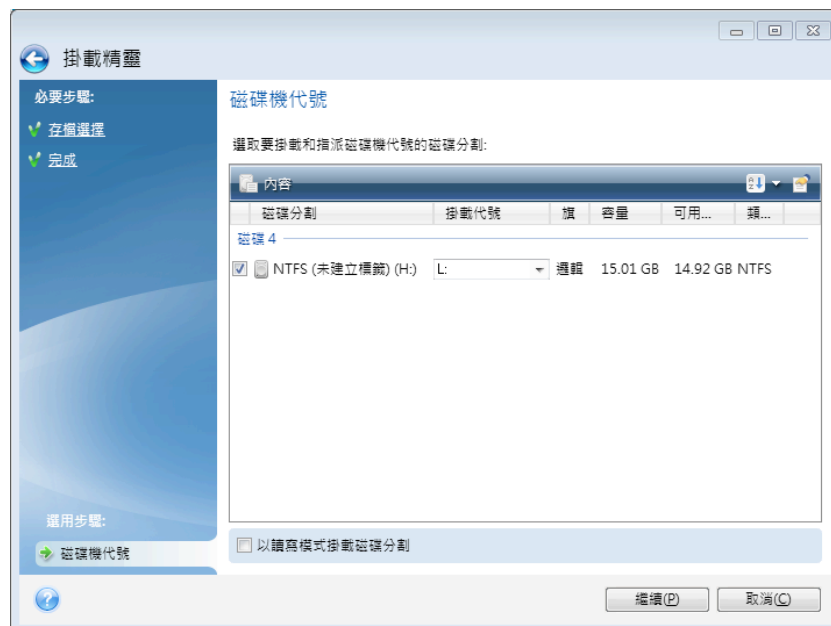 掛載精靈
必要步驟:
存檔選擇
完成
磁碟機代號
選取要掛載和指派磁碟機代號的磁碟分割:
內容
磁碟分割 掛載代號 旗 容量 可用... 類...
磁碟 4
NTFS (未建立標籤) (H:) L: 邏輯 15.01 GB 14.92 GB NTFS
選用步驟:
磁碟機代號
以讀寫模式掛載磁碟分割
繼續(P) 取消(C)